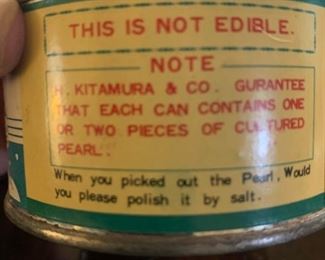 THIS IS NOT EDIBLE.
NOTE
H. KITAMURA & CO. GURANTEE
THAT EACH CAN CONTAINS ONE
OR TWO PIECES OF CULTURED
PEARL.
When you picked out the Pearl, Would
you please polish it by salt.